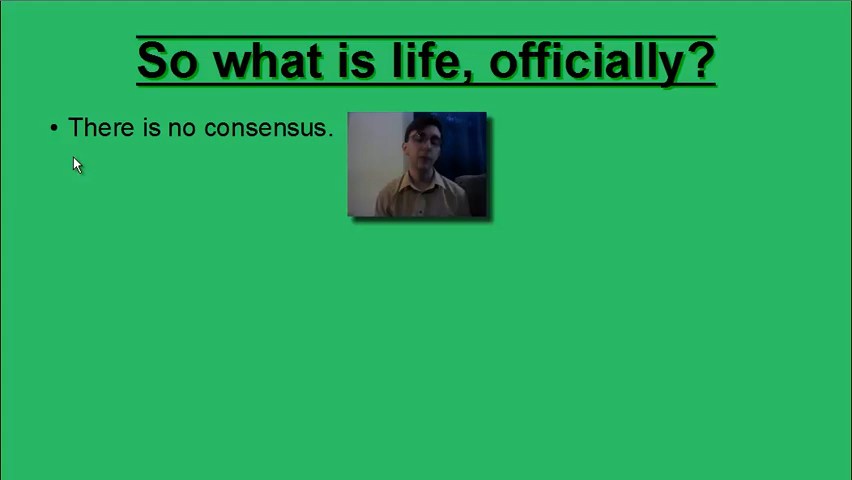 So what is life, officially?
• There is no consensus.